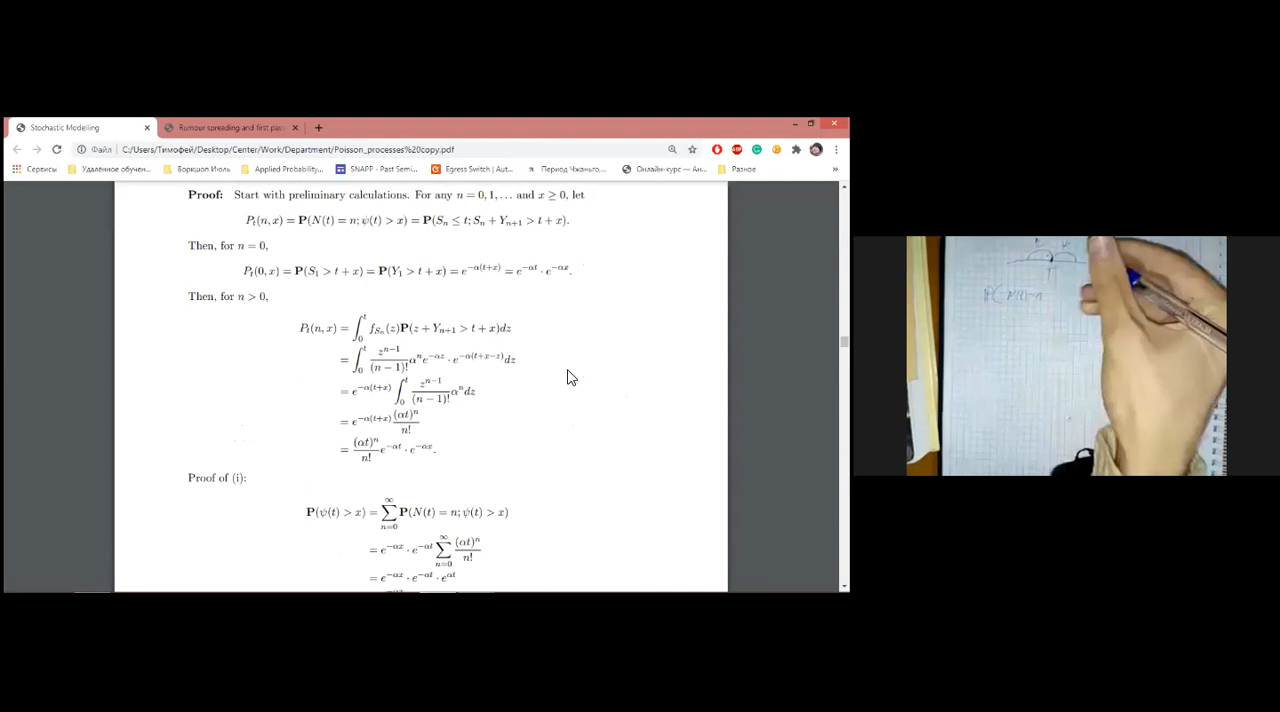 Stochastic Modelling
Rumour spreading and first pas
Файл
C:/Users/Тимофей/Desktop/Center/Work/Department/Poisson_processes%20copy.pdf
Сервисы
Удалённое обучен...
Воркшоп Июль
Applied Probability...
SNAPP · Past Semi...
Egress Switch | Aut...
Период Чжаньго,...
Онлайн-курс — Ан...
Разное
Proof: Start with preliminary calculations. For any n = 0, 1, . . . and x ≥ 0, let
P_t(n, x) = P(N(t) = n; ψ(t) > x) = P(S_n ≤ t; S_n + Y_{n+1} > t + x).
Then, for n = 0,
P_t(0, x) = P(S_1 > t + x) = P(Y_1 > t + x) = e^{−α(t+x)} = e^{−αt} · e^{−αx}.
Then, for n > 0,
P_t(n, x) = ∫_0^t f_{S_n}(z)P(z + Y_{n+1} > t + x)dz
= ∫_0^t z^{n−1}/(n − 1)! α^n e^{−αz} · e^{−α(t+x−z)}dz
= e^{−α(t+x)} ∫_0^t z^{n−1}/(n − 1)! α^n dz
= e^{−α(t+x)} (αt)^n/n!
= (αt)^n/n! e^{−αt} · e^{−αx}.
Proof of (i):
P(ψ(t) > x) = ∑_{n=0}^∞ P(N(t) = n; ψ(t) > x)
= e^{−αx} · e^{−αt} ∑_{n=0}^∞ (αt)^n/n!
= e^{−αx} · e^{−αt} · e^{αt}